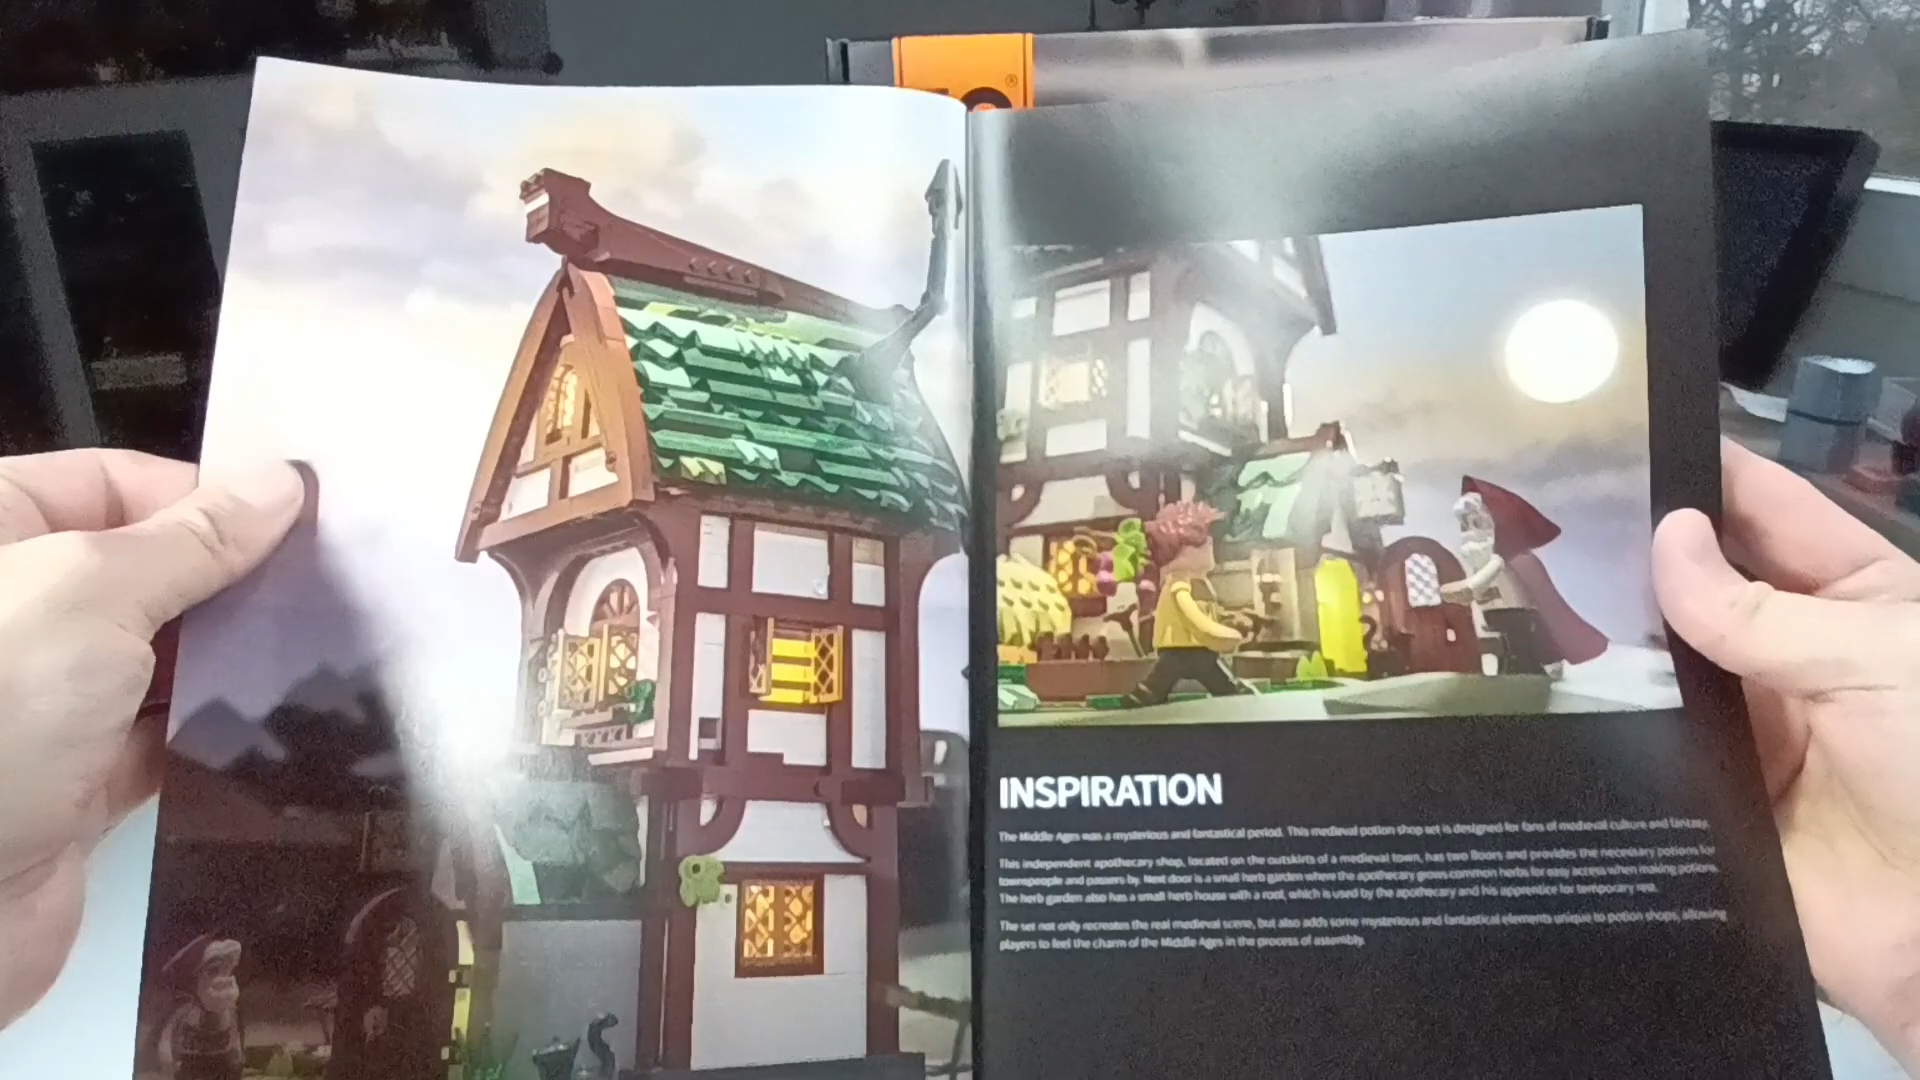 ®
INSPIRATION
The Middle Ages was a mysterious and fantastical period. This medieval potion shop set is designed for fans of medieval culture and fantasy.
This independent apothecary shop, located on the outskirts of a medieval town, has two floors and provides the necessary potions for
townspeople and passers by. Next door is a small herb garden where the apothecary grows common herbs for easy access when making potions.
The herb garden also has a small herb house with a roof, which is used by the apothecary and his apprentice for temporary rest.
The set not only recreates the real medieval scene, but also adds some mysterious and fantastical elements unique to potion shops, allowing
players to feel the charm of the Middle Ages in the process of assembly.